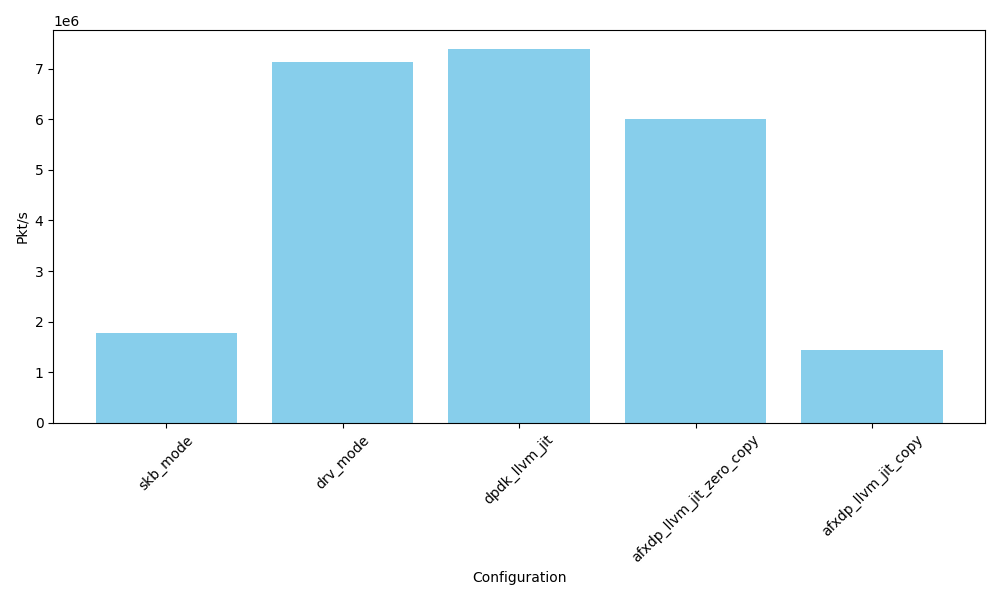 1e6
7
6
5
4
3
2
1
0
Pkt/s
skb_mode
drv_mode
dpdk_llvm_jit
afxdp_llvm_jit_zero_copy
afxdp_llvm_jit_copy
Configuration